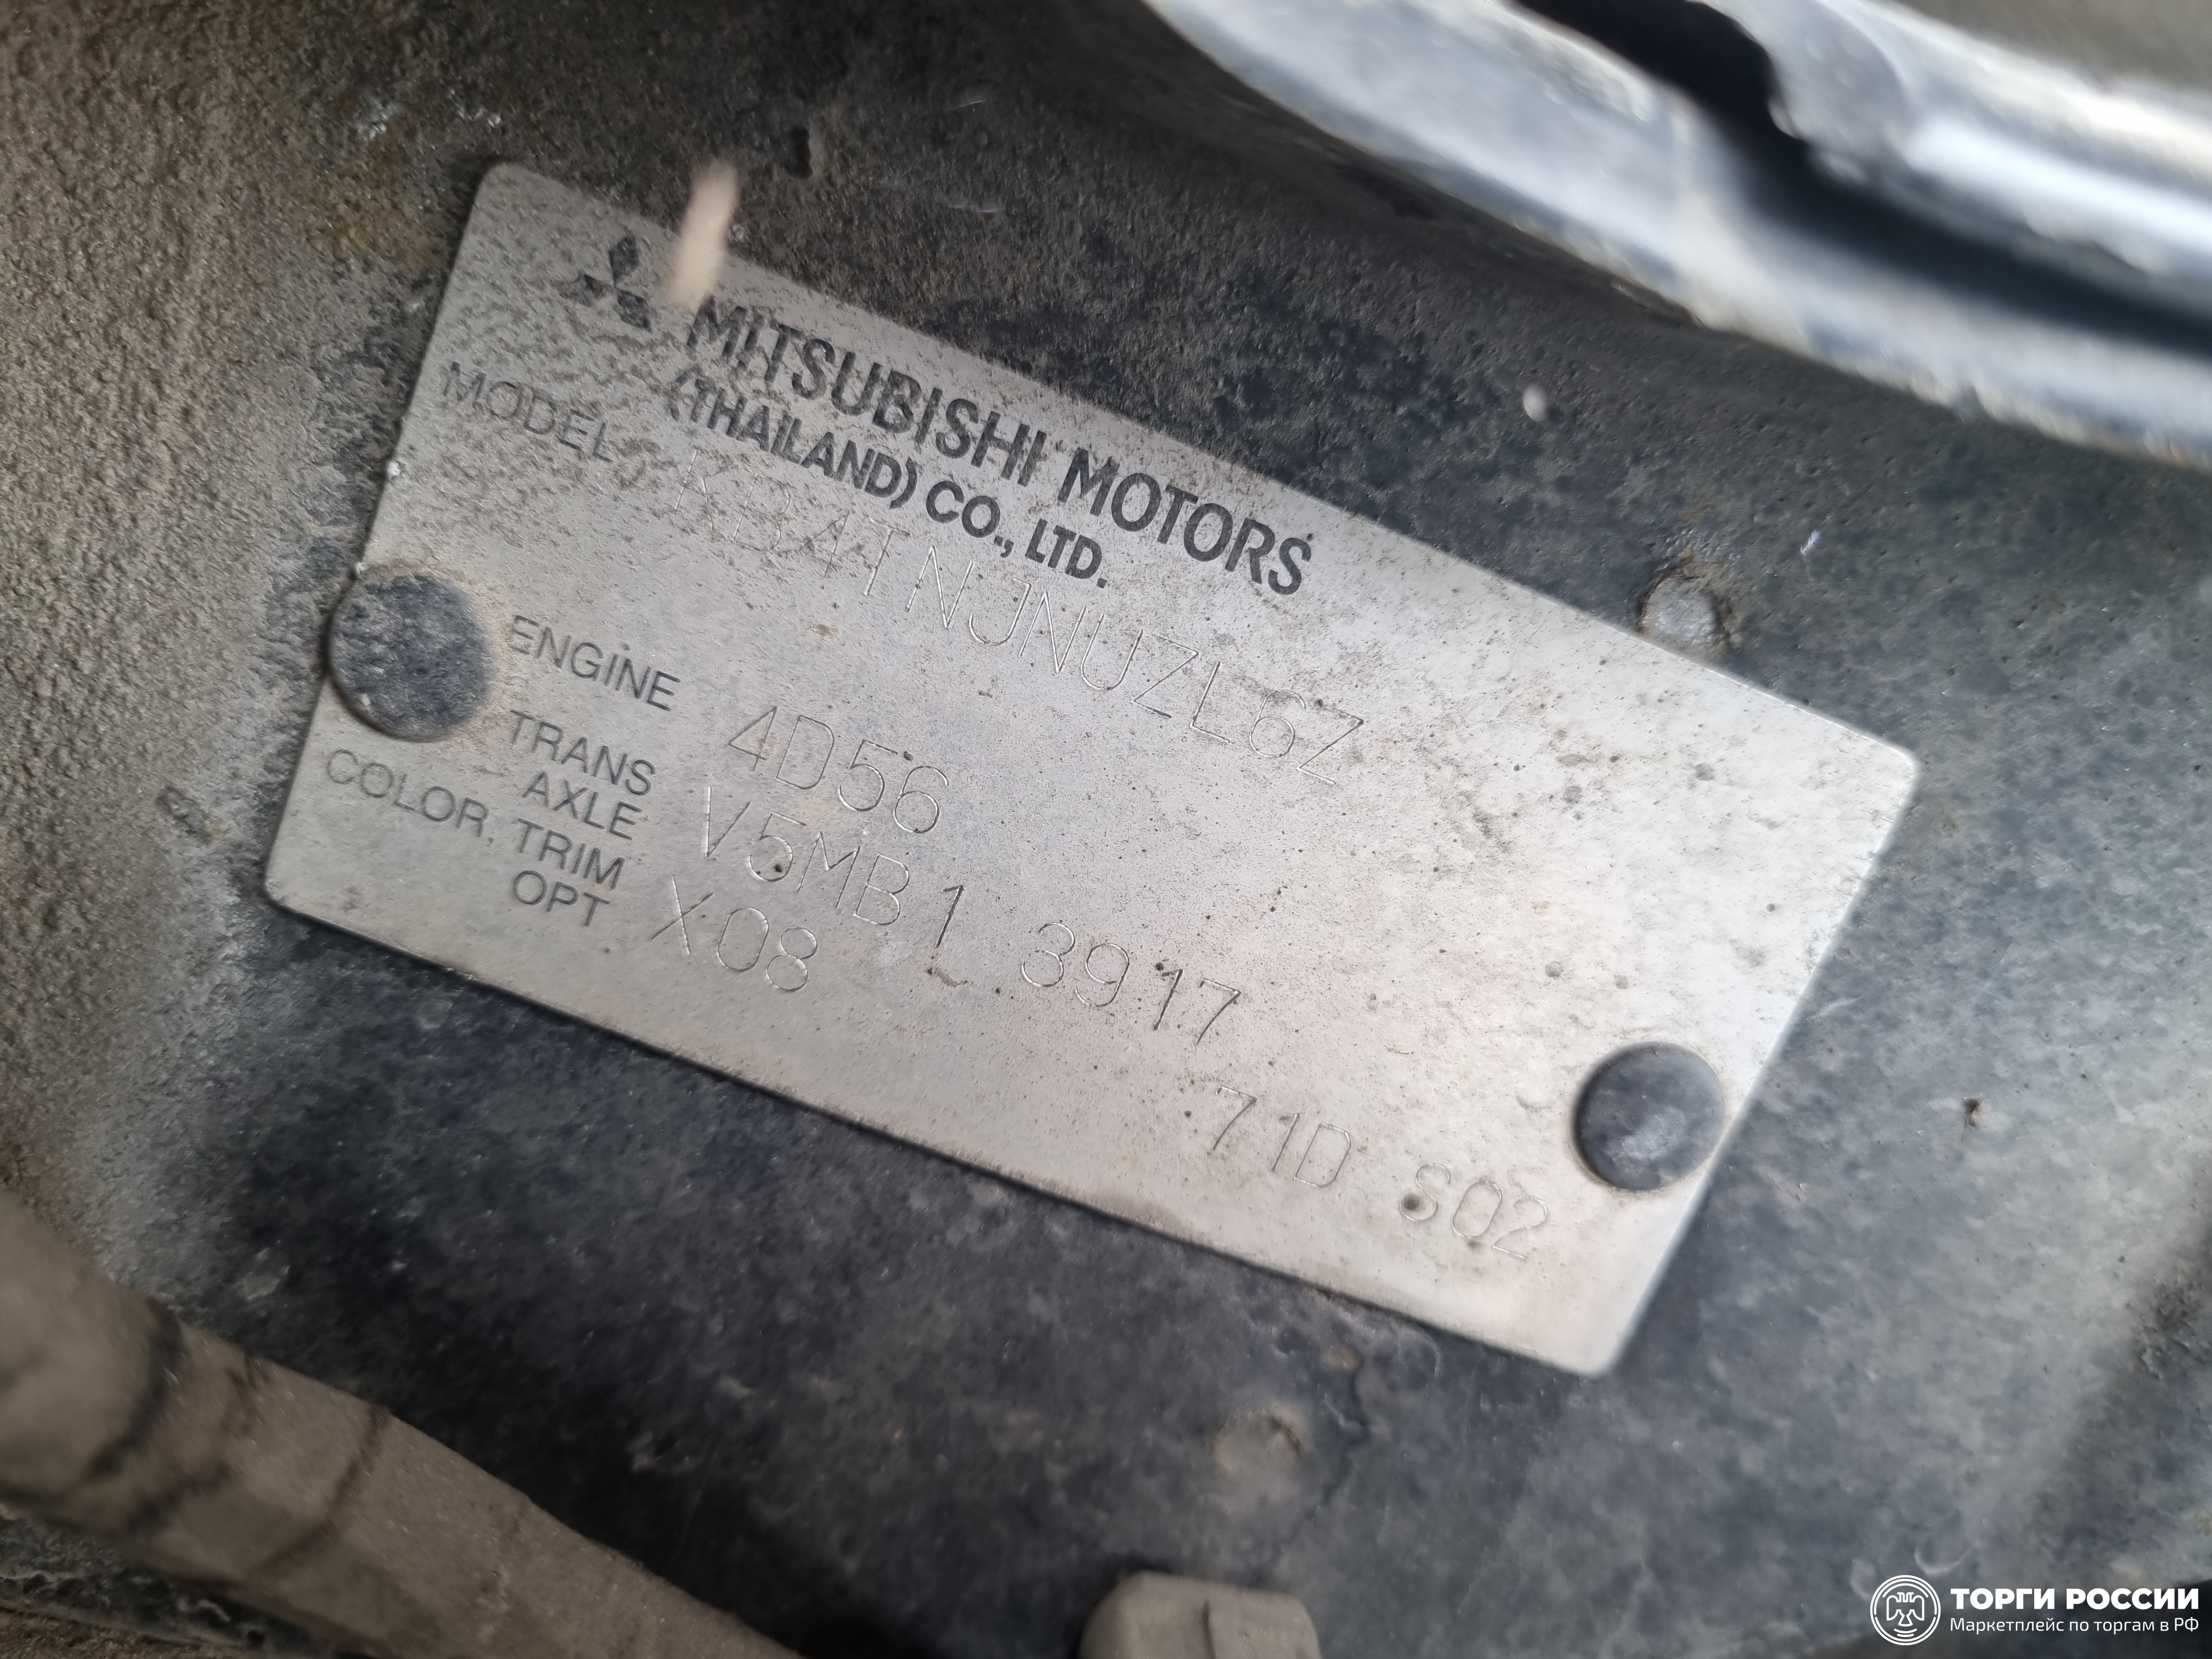 MITSUBISHI MOTORS
(THAILAND) CO., LTD.
MODEL KB4TNJNUZL6Z
ENGINE 4D56
TRANS AXLE V5MB1 3917
COLOR, TRIM OPT X08 71D S02
ТОРГИ РОССИИ
Маркетплейс по торгам в РФ